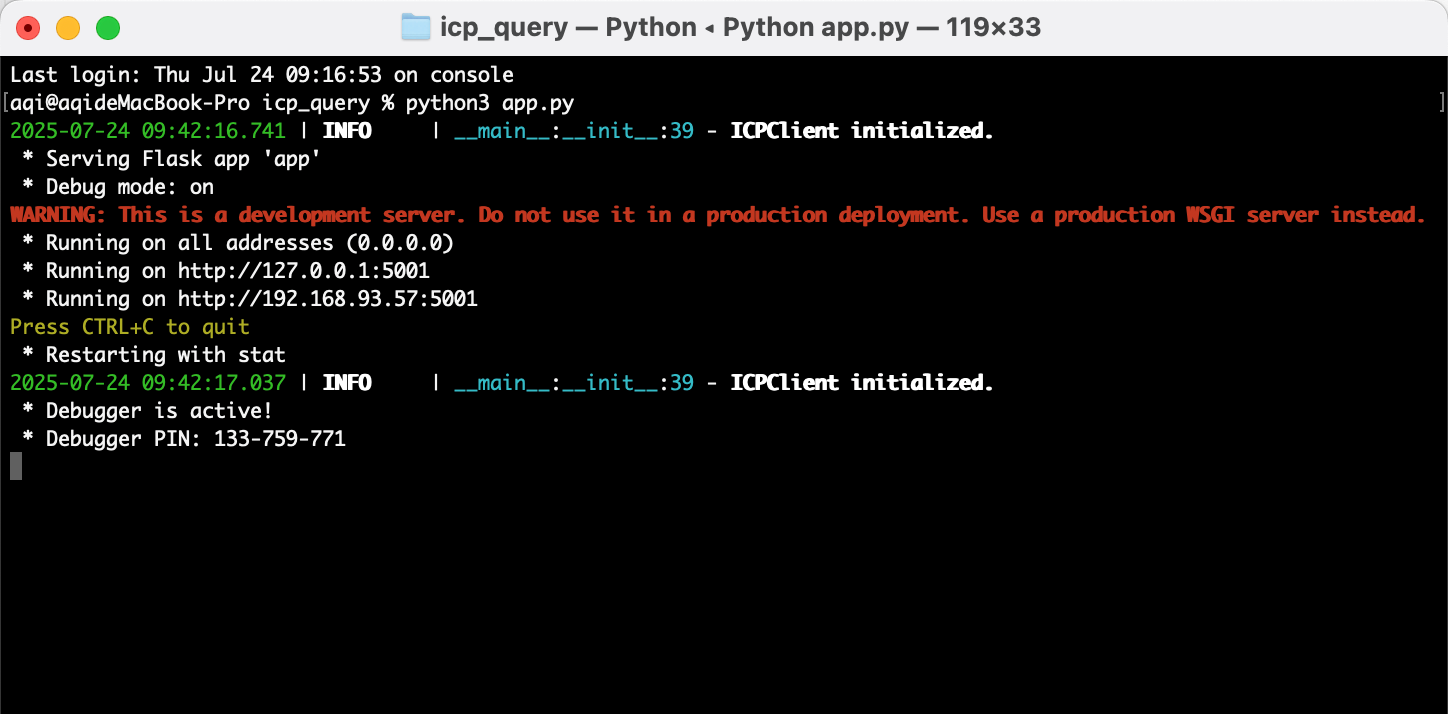 icp_query — Python ◂ Python app.py — 119×33
Last login: Thu Jul 24 09:16:53 on console
[aqi@aqideMacBook-Pro icp_query % python3 app.py ]
2025-07-24 09:42:16.741 | INFO     | __main__:__init__:39 - ICPClient initialized.
 * Serving Flask app 'app'
 * Debug mode: on
WARNING: This is a development server. Do not use it in a production deployment. Use a production WSGI server instead.
 * Running on all addresses (0.0.0.0)
 * Running on http://127.0.0.1:5001
 * Running on http://192.168.93.57:5001
Press CTRL+C to quit
 * Restarting with stat
2025-07-24 09:42:17.037 | INFO     | __main__:__init__:39 - ICPClient initialized.
 * Debugger is active!
 * Debugger PIN: 133-759-771